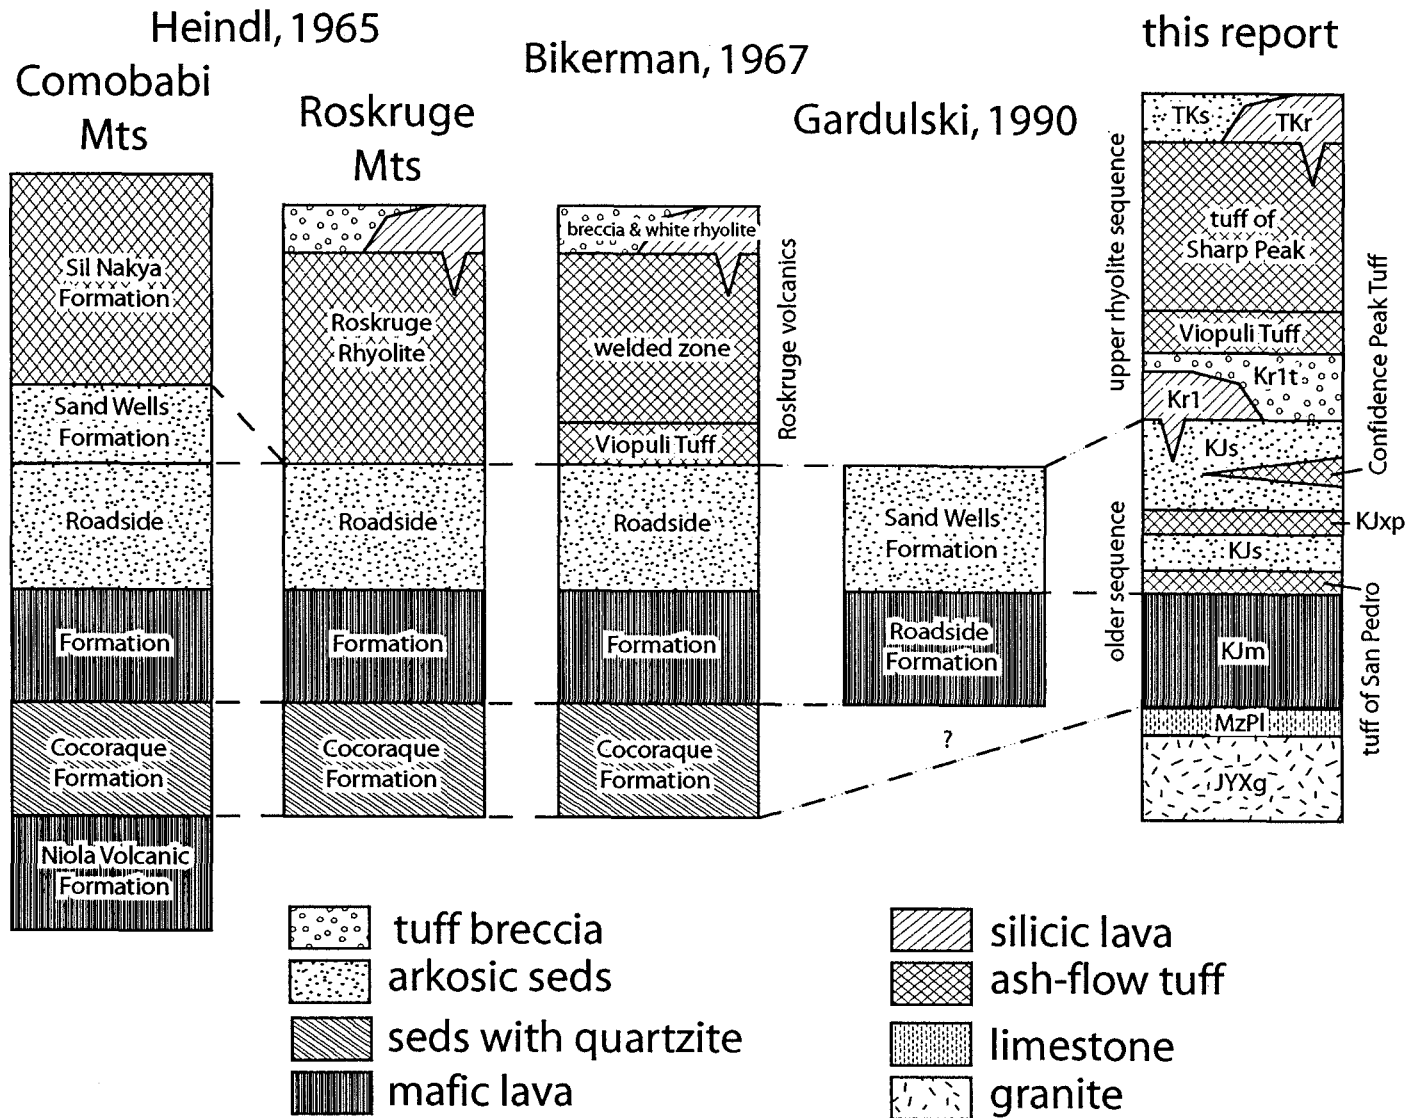 Heindl, 1965
Comobabi
Mts
Roskruge
Mts
Bikerman, 1967
Gardulski, 1990
this report
Sil Nakya
Formation
Sand Wells
Formation
Roadside
Formation
Cocoraque
Formation
Niola Volcanic
Formation
Roskruge
Rhyolite
Roadside
Formation
Cocoraque
Formation
breccia & white rhyolite
welded zone
Viopuli Tuff
Roadside
Formation
Cocoraque
Formation
Roskruge volcanics
Sand Wells
Formation
Roadside
Formation
?
upper rhyolite sequence
older sequence
TKs
TKr
tuff of
Sharp Peak
Viopuli Tuff
Kr1t
Kr1
KJs
KJxp
KJs
KJm
MzPl
JYXg
Confidence Peak Tuff
tuff of San Pedro
tuff breccia
arkosic seds
seds with quartzite
mafic lava
silicic lava
ash-flow tuff
limestone
granite